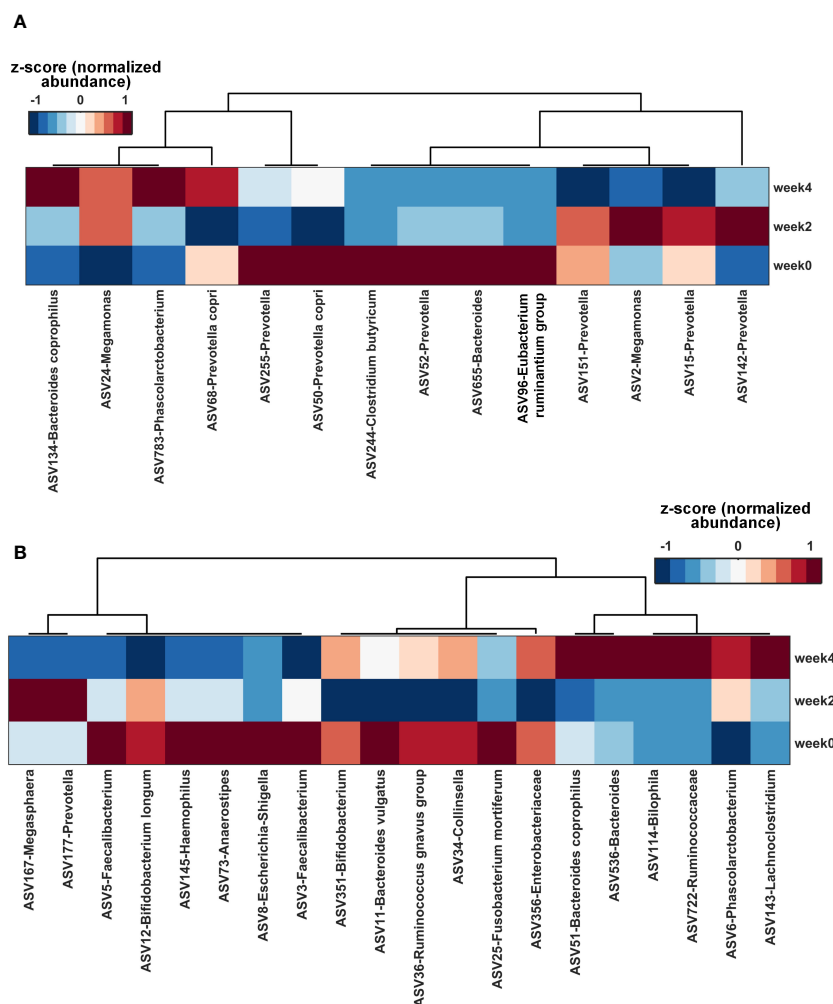 A
z-score (normalized
abundance)
-1 0 1
week4
week2
week0
ASV134-Bacteroides coprophilus
ASV24-Megamonas
ASV783-Phascolarctobacterium
ASV68-Prevotella copri
ASV255-Prevotella
ASV50-Prevotella copri
ASV244-Clostridium butyricum
ASV52-Prevotella
ASV655-Bacteroides
ASV96-Eubacterium
ruminantium group
ASV151-Prevotella
ASV2-Megamonas
ASV15-Prevotella
ASV142-Prevotella
B
z-score (normalized
abundance)
-1 0 1
week4
week2
week0
ASV167-Megasphaera
ASV177-Prevotella
ASV5-Faecalibacterium
ASV12-Bifidobacterium longum
ASV145-Haemophilus
ASV73-Anaerostipes
ASV8-Escherichia-Shigella
ASV3-Faecalibacterium
ASV351-Bifidobacterium
ASV11-Bacteroides vulgatus
ASV36-Ruminococcus gnavus group
ASV34-Collinsella
ASV25-Fusobacterium mortiferum
ASV356-Enterobacteriaceae
ASV51-Bacteroides coprophilus
ASV536-Bacteroides
ASV114-Bilophila
ASV722-Ruminococcaceae
ASV6-Phascolarctobacterium
ASV143-Lachnoclostridium